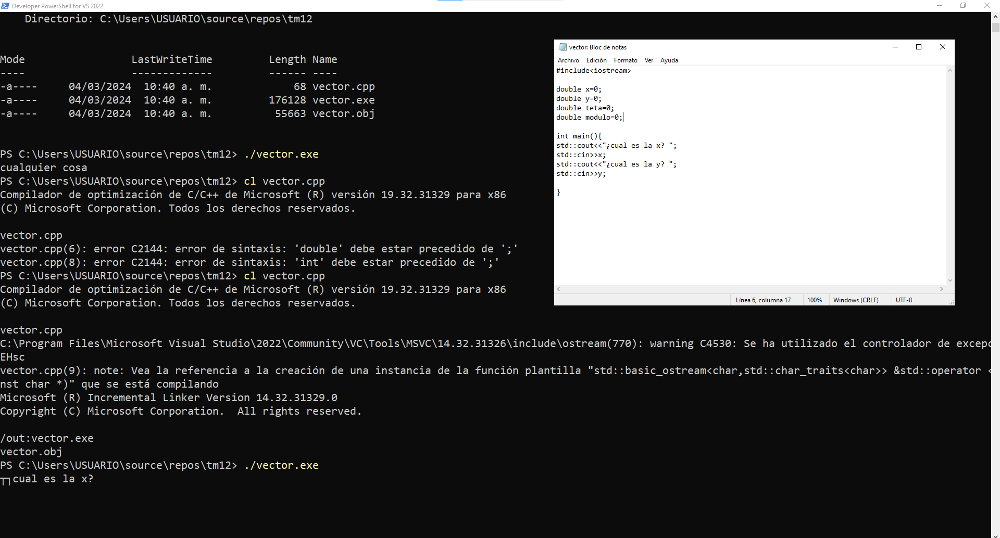 Developer PowerShell for VS 2022
Directorio: C:\Users\USUARIO\source\repos\tm12
Mode                 LastWriteTime         Length Name
----                 -------------         ------ ----
-a----     04/03/2024  10:40 a. m.             68 vector.cpp
-a----     04/03/2024  10:40 a. m.         176128 vector.exe
-a----     04/03/2024  10:40 a. m.          55663 vector.obj
PS C:\Users\USUARIO\source\repos\tm12> ./vector.exe
cualquier cosa
PS C:\Users\USUARIO\source\repos\tm12> cl vector.cpp
Compilador de optimización de C/C++ de Microsoft (R) versión 19.32.31329 para x86
(C) Microsoft Corporation. Todos los derechos reservados.
vector.cpp
vector.cpp(6): error C2144: error de sintaxis: 'double' debe estar precedido de ';'
vector.cpp(8): error C2144: error de sintaxis: 'int' debe estar precedido de ';'
PS C:\Users\USUARIO\source\repos\tm12> cl vector.cpp
Compilador de optimización de C/C++ de Microsoft (R) versión 19.32.31329 para x86
(C) Microsoft Corporation. Todos los derechos reservados.
vector.cpp
C:\Program Files\Microsoft Visual Studio\2022\Community\VC\Tools\MSVC\14.32.31326\include\ostream(770): warning C4530: Se ha utilizado el controlador de excepc
EHsc
vector.cpp(9): note: Vea la referencia a la creación de una instancia de la función plantilla "std::basic_ostream<char,std::char_traits<char>> &std::operator <
nst char *)" que se está compilando
Microsoft (R) Incremental Linker Version 14.32.31329.0
Copyright (C) Microsoft Corporation.  All rights reserved.
/out:vector.exe
vector.obj
PS C:\Users\USUARIO\source\repos\tm12> ./vector.exe
┬┐cual es la x?
vector: Bloc de notas
Archivo Edición Formato Ver Ayuda
#include<iostream>
double x=0;
double y=0;
double teta=0;
double modulo=0;
int main(){
std::cout<<"¿cual es la x? ";
std::cin>>x;
std::cout<<"¿cual es la y? ";
std::cin>>y;
}
Línea 6, columna 17 100% Windows (CRLF) UTF-8